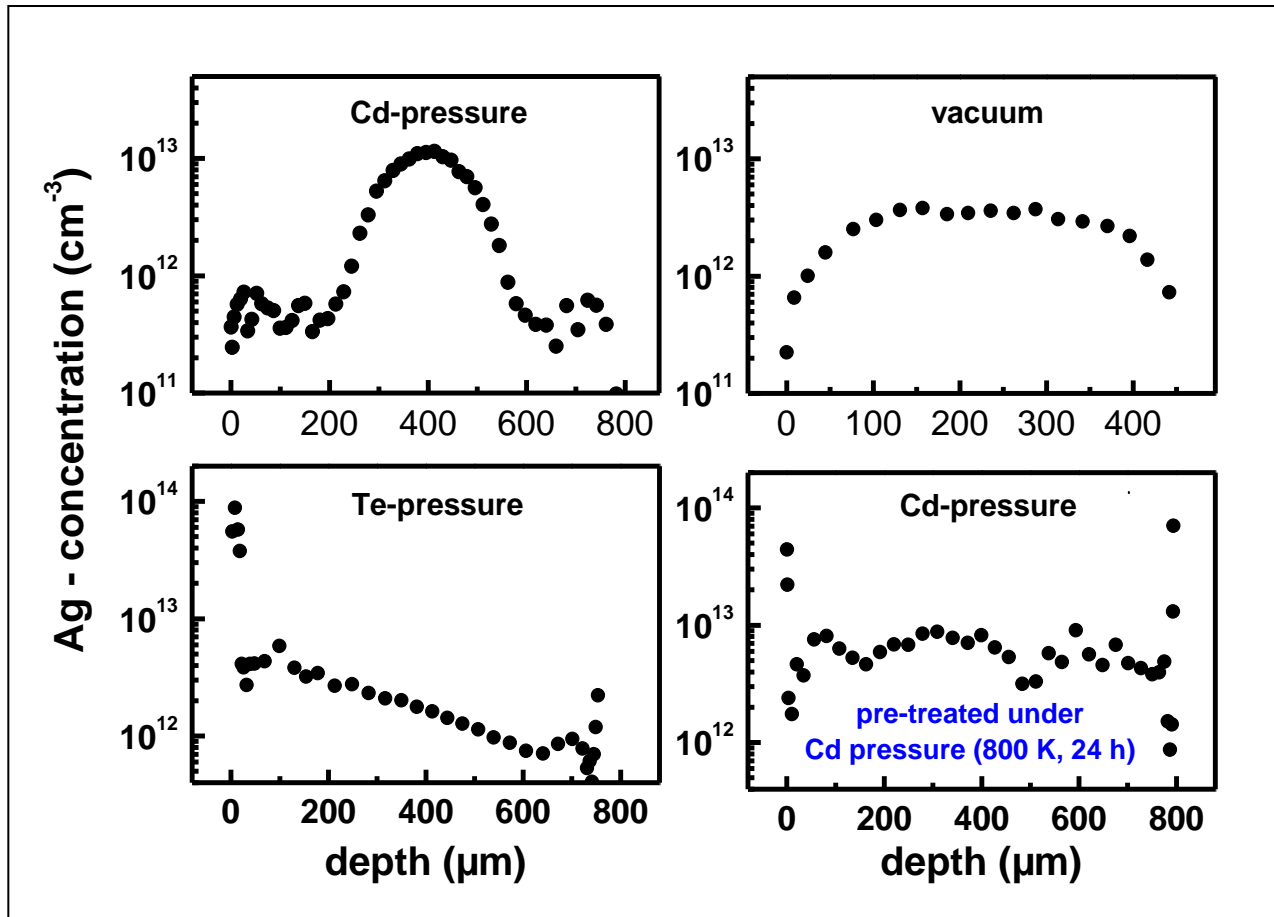 Ag - concentration (cm-3)
Cd-pressure
10^13
10^12
10^11
0 200 400 600 800
vacuum
10^13
10^12
10^11
0 100 200 300 400
Te-pressure
10^14
10^13
10^12
0 200 400 600 800
depth (µm)
Cd-pressure
10^14
10^13
10^12
pre-treated under
Cd pressure (800 K, 24 h)
0 200 400 600 800
depth (µm)